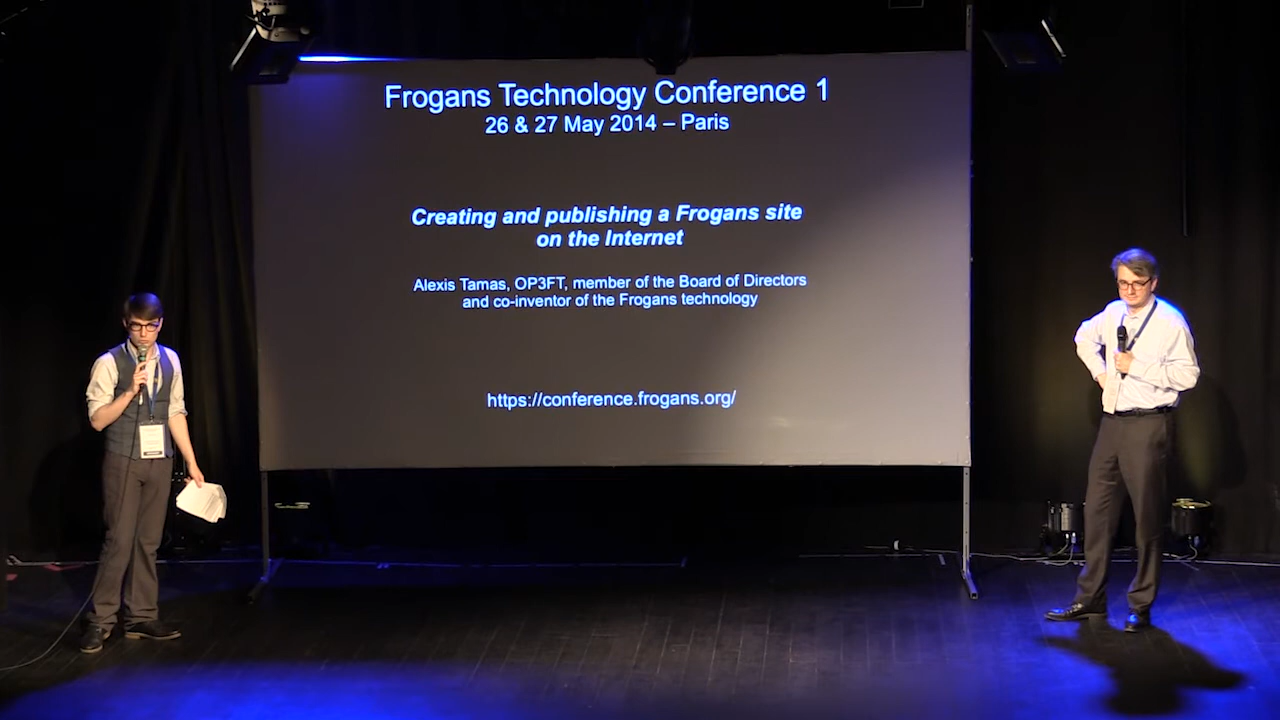 Frogans Technology Conference 1
26 & 27 May 2014 – Paris
Creating and publishing a Frogans site
on the Internet
Alexis Tamas, OP3FT, member of the Board of Directors
and co-inventor of the Frogans technology
https://conference.frogans.org/